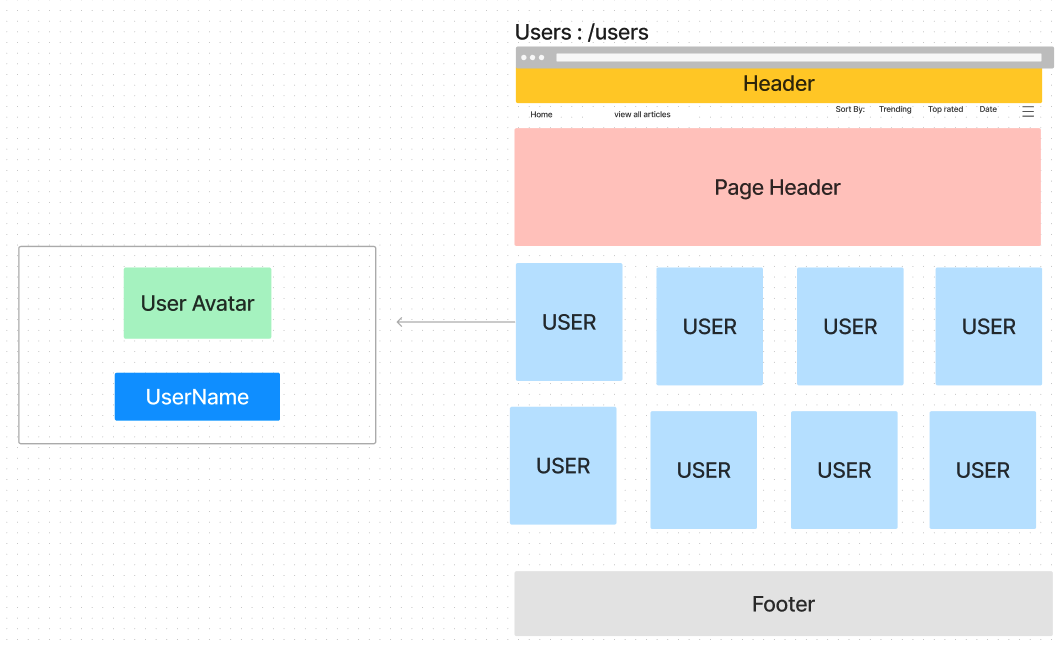 Users : /users
Header
Home
view all articles
Sort By:
Trending
Top rated
Date
Page Header
User Avatar
UserName
USER
USER
USER
USER
USER
USER
USER
USER
Footer